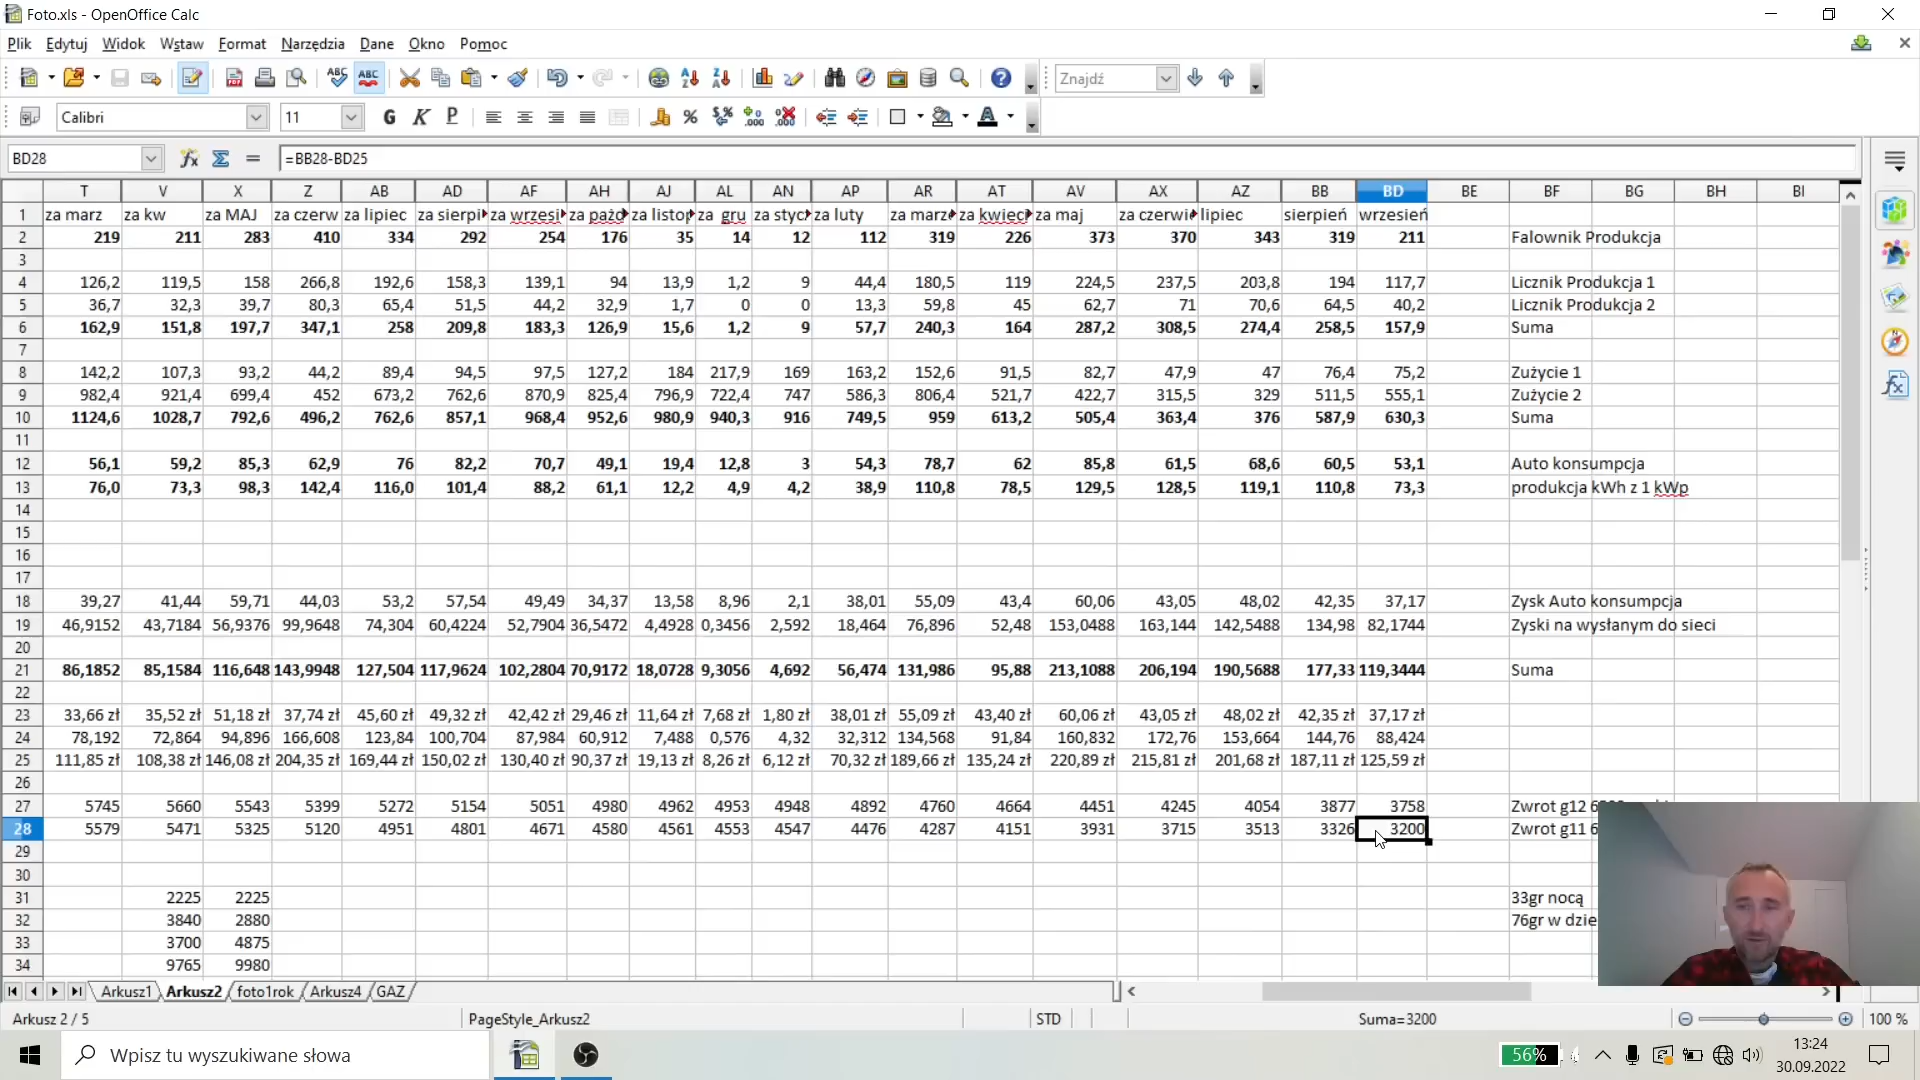 Foto.xls - OpenOffice Calc
Plik Edytuj Widok Wstaw Format Narzędzia Dane Okno Pomoc
Znajdź
Calibri 11 G K P
BD28 =BB28-BD25
T V X Z AB AD AF AH AJ AL AN AP AR AT AV AX AZ BB BD BE BF BG BH BI
1 za marz za kw za MAJ za czerw za lipiec za sierpi za wrzesi za paźd za listop za gru za stycz za luty za marze za kwieci za maj za czerwie lipiec sierpień wrzesień
2 219 211 283 410 334 292 254 176 35 14 12 112 319 226 373 370 343 319 211 Falownik Produkcja
3
4 126,2 119,5 158 266,8 192,6 158,3 139,1 94 13,9 1,2 9 44,4 180,5 119 224,5 237,5 203,8 194 117,7 Licznik Produkcja 1
5 36,7 32,3 39,7 80,3 65,4 51,5 44,2 32,9 1,7 0 0 13,3 59,8 45 62,7 71 70,6 64,5 40,2 Licznik Produkcja 2
6 162,9 151,8 197,7 347,1 258 209,8 183,3 126,9 15,6 1,2 9 57,7 240,3 164 287,2 308,5 274,4 258,5 157,9 Suma
7
8 142,2 107,3 93,2 44,2 89,4 94,5 97,5 127,2 184 217,9 169 163,2 152,6 91,5 82,7 47,9 47 76,4 75,2 Zużycie 1
9 982,4 921,4 699,4 452 673,2 762,6 870,9 825,4 796,9 722,4 747 586,3 806,4 521,7 422,7 315,5 329 511,5 555,1 Zużycie 2
10 1124,6 1028,7 792,6 496,2 762,6 857,1 968,4 952,6 980,9 940,3 916 749,5 959 613,2 505,4 363,4 376 587,9 630,3 Suma
11
12 56,1 59,2 85,3 62,9 76 82,2 70,7 49,1 19,4 12,8 3 54,3 78,7 62 85,8 61,5 68,6 60,5 53,1 Auto konsumpcja
13 76,0 73,3 98,3 142,4 116,0 101,4 88,2 61,1 12,2 4,9 4,2 38,9 110,8 78,5 129,5 128,5 119,1 110,8 73,3 produkcja kWh z 1 kWp
14
15
16
17
18 39,27 41,44 59,71 44,03 53,2 57,54 49,49 34,37 13,58 8,96 2,1 38,01 55,09 43,4 60,06 43,05 48,02 42,35 37,17 Zysk Auto konsumpcja
19 46,9152 43,7184 56,9376 99,9648 74,304 60,4224 52,7904 36,5472 4,4928 0,3456 2,592 18,464 76,896 52,48 153,0488 163,144 142,5488 134,98 82,1744 Zyski na wysłanym do sieci
20
21 86,1852 85,1584 116,648 143,9948 127,504 117,9624 102,2804 70,9172 18,0728 9,3056 4,692 56,474 131,986 95,88 213,1088 206,194 190,5688 177,33 119,3444 Suma
22
23 33,66 zł 35,52 zł 51,18 zł 37,74 zł 45,60 zł 49,32 zł 42,42 zł 29,46 zł 11,64 zł 7,68 zł 1,80 zł 38,01 zł 55,09 zł 43,40 zł 60,06 zł 43,05 zł 48,02 zł 42,35 zł 37,17 zł
24 78,192 72,864 94,896 166,608 123,84 100,704 87,984 60,912 7,488 0,576 4,32 32,312 134,568 91,84 160,832 172,76 153,664 144,76 88,424
25 111,85 zł 108,38 zł 146,08 zł 204,35 zł 169,44 zł 150,02 zł 130,40 zł 90,37 zł 19,13 zł 8,26 zł 6,12 zł 70,32 zł 189,66 zł 135,24 zł 220,89 zł 215,81 zł 201,68 zł 187,11 zł 125,59 zł
26
27 5745 5660 5543 5399 5272 5154 5051 4980 4962 4953 4948 4892 4760 4664 4451 4245 4054 3877 3758 Zwrot g12
28 5579 5471 5325 5120 4951 4801 4671 4580 4561 4553 4547 4476 4287 4151 3931 3715 3513 3326 3200 Zwrot g11 6
29
30
31 2225 2225 33gr nocą
32 3840 2880 76gr w dzie
33 3700 4875
34 9765 9980
Arkusz1 Arkusz2 foto1rok Arkusz4 GAZ
Arkusz 2 / 5 PageStyle_Arkusz2 STD Suma=3200 100 %
Wpisz tu wyszukiwane słowa 56% 13:24
30.09.2022